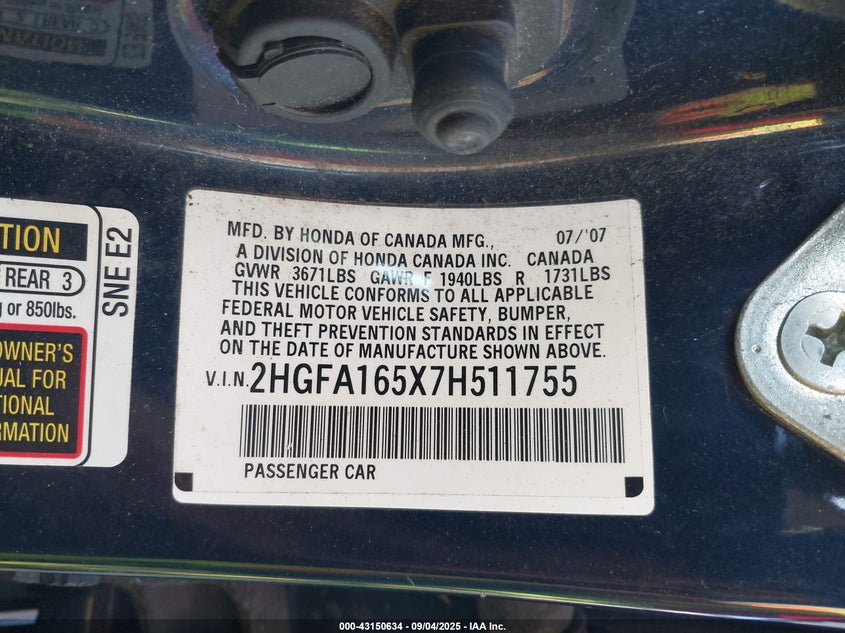 TION
REAR 3
g or 850lbs.
OWNER'S
UAL FOR
TIONAL
RMATION
SNE E2
MFD. BY HONDA OF CANADA MFG., 07/'07
A DIVISION OF HONDA CANADA INC. CANADA
GVWR 3671LBS GAWR F 1940LBS R 1731LBS
THIS VEHICLE CONFORMS TO ALL APPLICABLE
FEDERAL MOTOR VEHICLE SAFETY, BUMPER,
AND THEFT PREVENTION STANDARDS IN EFFECT
ON THE DATE OF MANUFACTURE SHOWN ABOVE.
V.I.N. 2HGFA165X7H511755
PASSENGER CAR
000-43150634 - 09/04/2025 - IAA Inc.